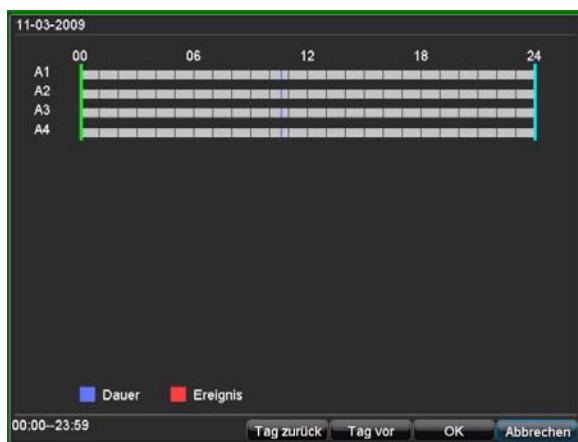 11-03-2009
00 06 12 18 24
A1
A2
A3
A4
Dauer Ereignis
00:00--23:59 Tag zurück Tag vor OK Abbrechen